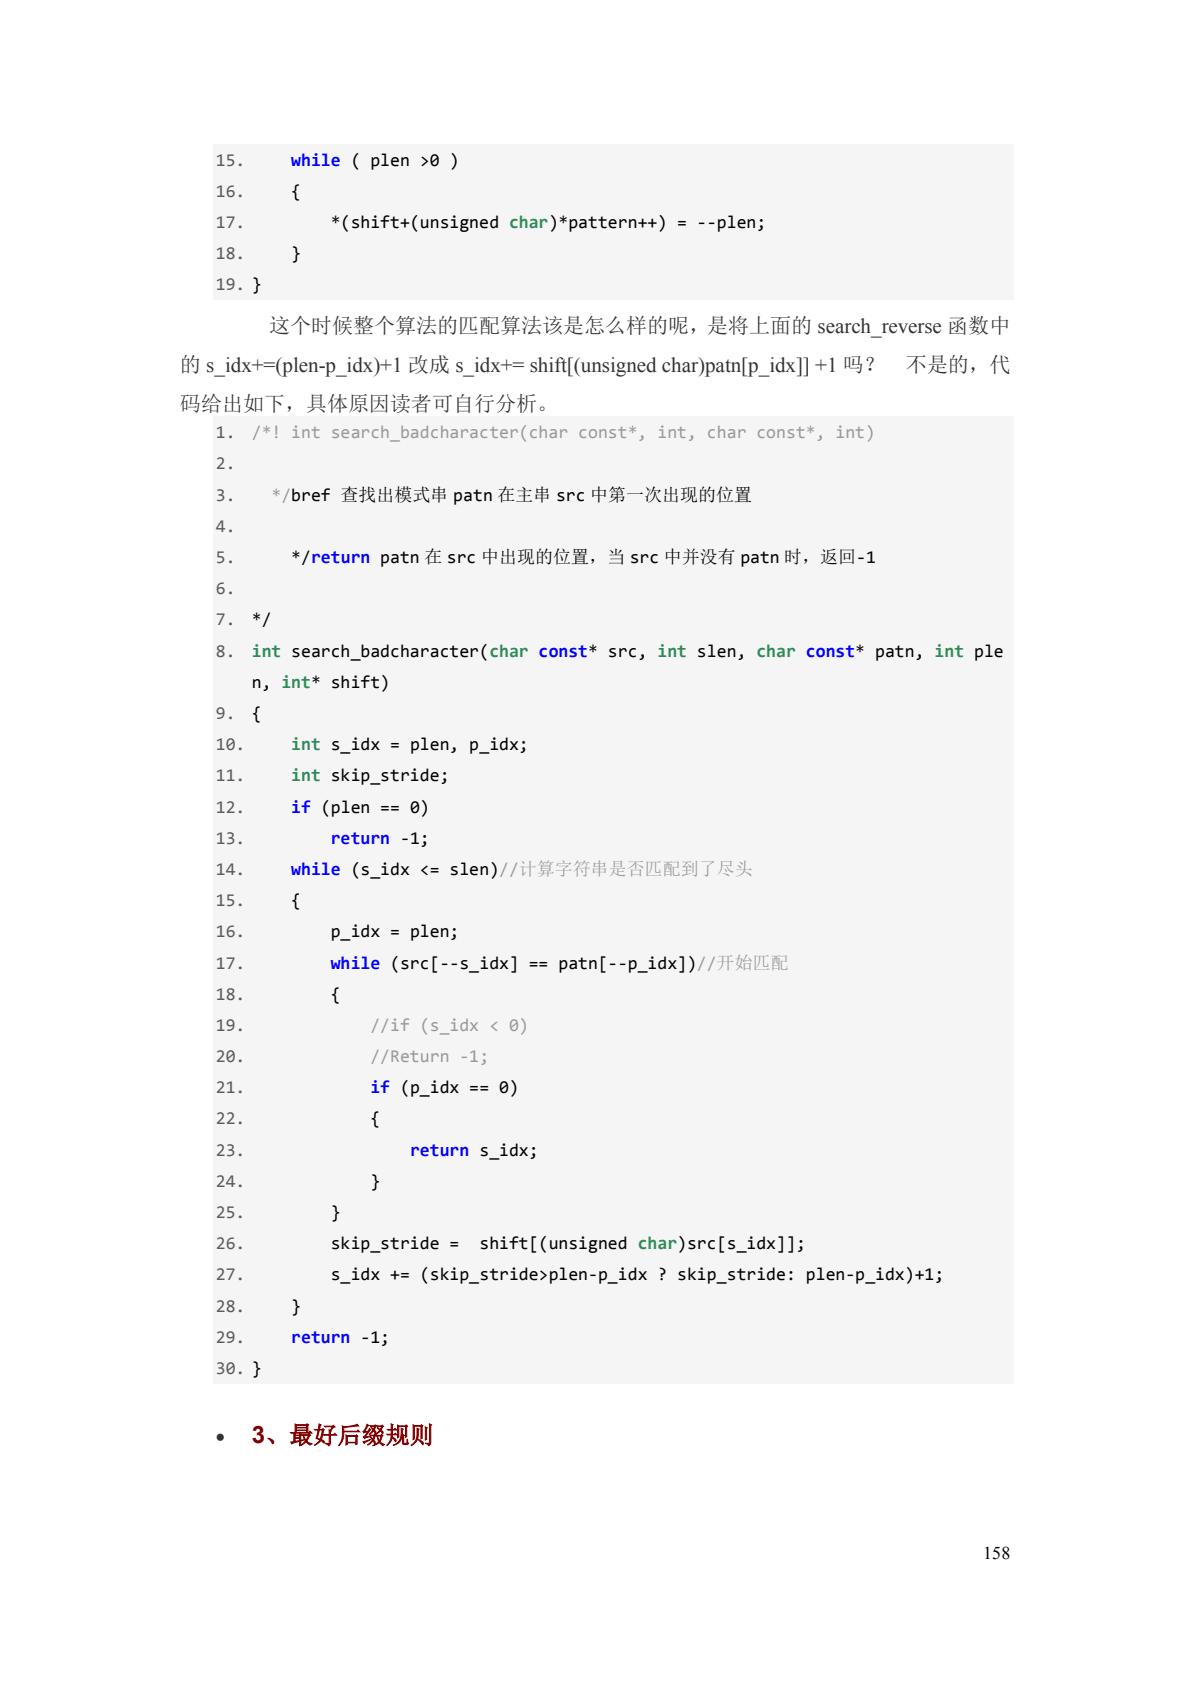 15.     while ( plen >0 )
16.     {
17.         *(shift+(unsigned char)*pattern++) = --plen;
18.     }
19. }
这个时候整个算法的匹配算法该是怎么样的呢，是将上面的 search_reverse 函数中
的 s_idx+=(plen-p_idx)+1 改成 s_idx+= shift[(unsigned char)patn[p_idx]] +1 吗？　不是的，代
码给出如下，具体原因读者可自行分析。
1. /*! int search_badcharacter(char const*, int, char const*, int)
2.
3.   */bref 查找出模式串 patn 在主串 src 中第一次出现的位置
4.
5.     */return patn 在 src 中出现的位置，当 src 中并没有 patn 时，返回-1
6.
7. */
8. int search_badcharacter(char const* src, int slen, char const* patn, int ple
n, int* shift)
9. {
10.     int s_idx = plen, p_idx;
11.     int skip_stride;
12.     if (plen == 0)
13.         return -1;
14.     while (s_idx <= slen)//计算字符串是否匹配到了尽头
15.     {
16.         p_idx = plen;
17.         while (src[--s_idx] == patn[--p_idx])//开始匹配
18.         {
19.             //if (s_idx < 0)
20.             //Return -1;
21.             if (p_idx == 0)
22.             {
23.                 return s_idx;
24.             }
25.         }
26.         skip_stride =  shift[(unsigned char)src[s_idx]];
27.         s_idx += (skip_stride>plen-p_idx ? skip_stride: plen-p_idx)+1;
28.     }
29.     return -1;
30. }
• 3、最好后缀规则
158